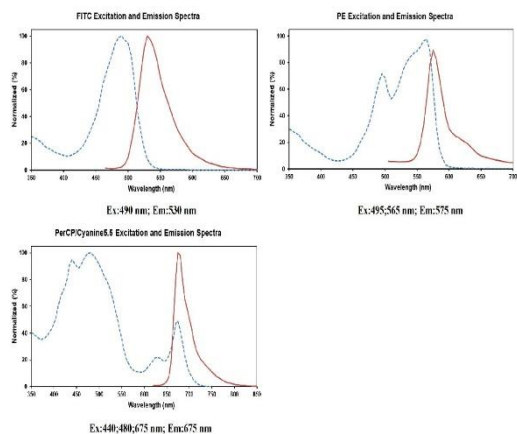 FITC Excitation and Emission Spectra
Normalized (%)
100
80
60
40
20
0
350 400 450 500 550 600 650 700
Wavelength (nm)
Ex:490 nm; Em:530 nm
PE Excitation and Emission Spectra
Normalized (%)
100
80
60
40
20
0
350 400 450 500 550 600 650 700
Wavelength (nm)
Ex:495;565 nm; Em:575 nm
PerCP/Cyanine5.5 Excitation and Emission Spectra
Normalized (%)
100
80
60
40
20
0
350 400 450 500 550 600 650 700 750 800 850
Wavelength (nm)
Ex:440;480;675 nm; Em:675 nm